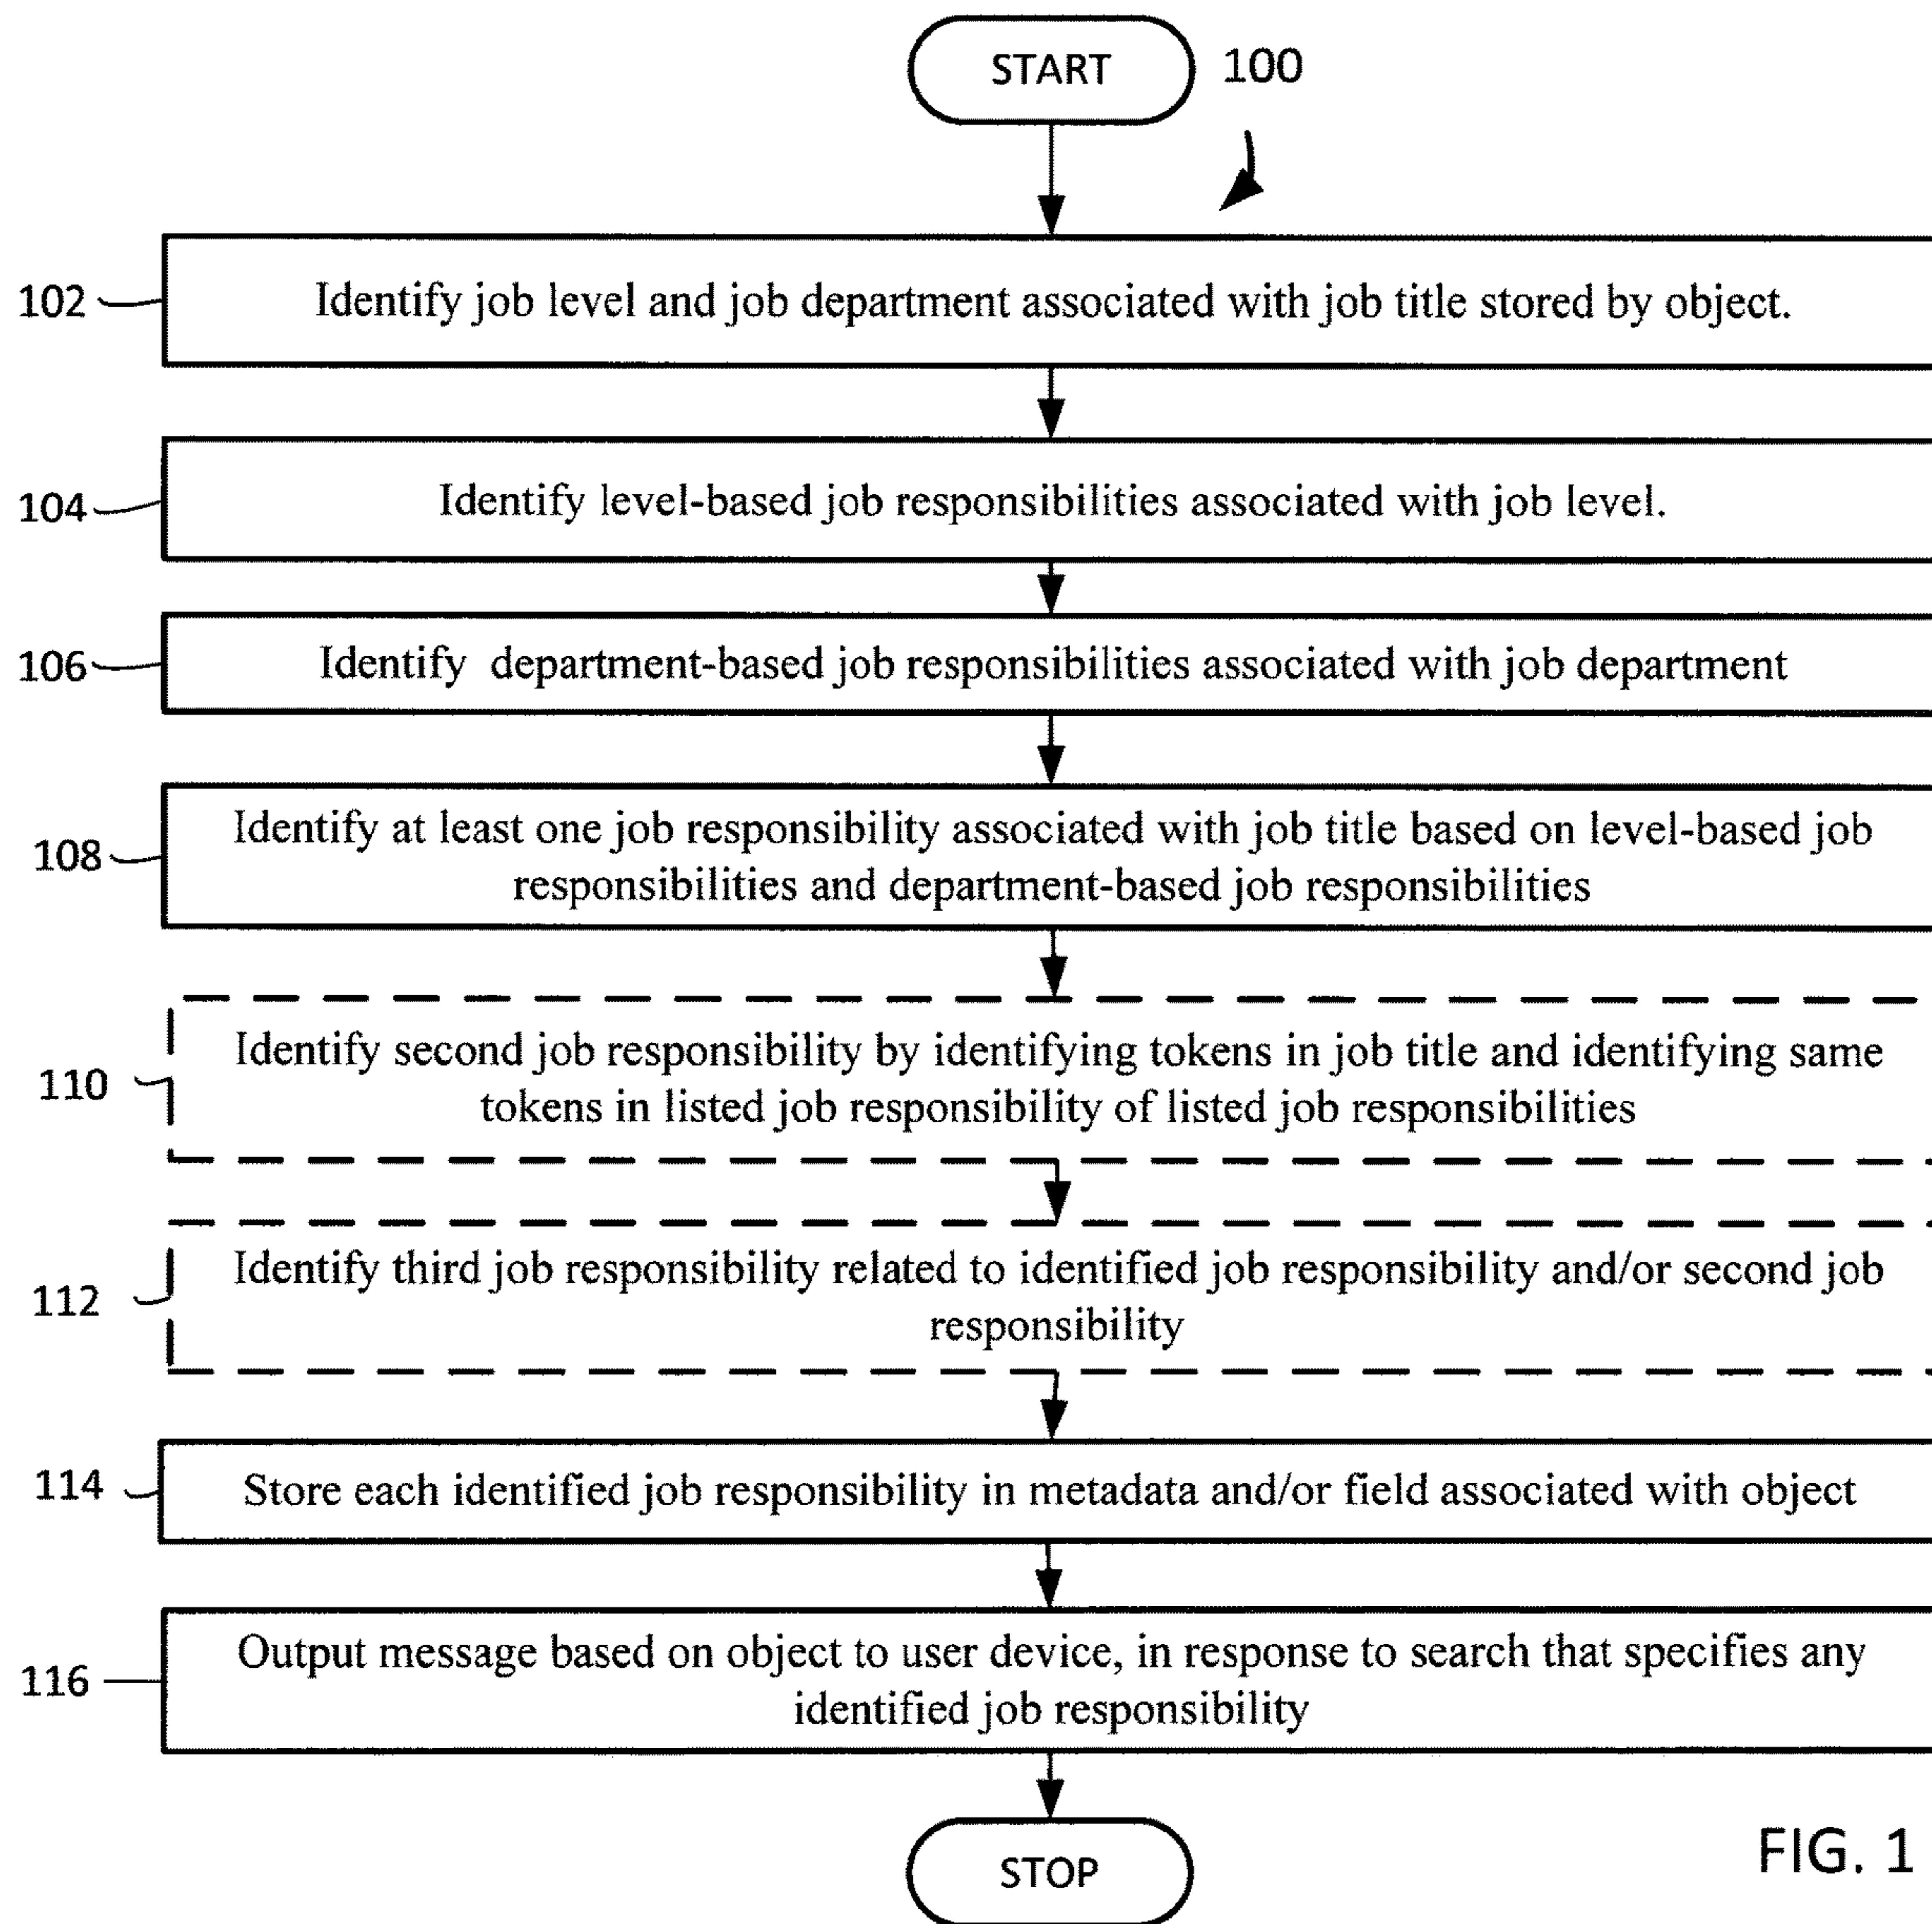 START
100
102
Identify job level and job department associated with job title stored by object.
104
Identify level-based job responsibilities associated with job level.
106
Identify department-based job responsibilities associated with job department
108
Identify at least one job responsibility associated with job title based on level-based job
responsibilities and department-based job responsibilities
110
Identify second job responsibility by identifying tokens in job title and identifying same
tokens in listed job responsibility of listed job responsibilities
112
Identify third job responsibility related to identified job responsibility and/or second job
responsibility
114
Store each identified job responsibility in metadata and/or field associated with object
116
Output message based on object to user device, in response to search that specifies any
identified job responsibility
STOP
FIG. 1